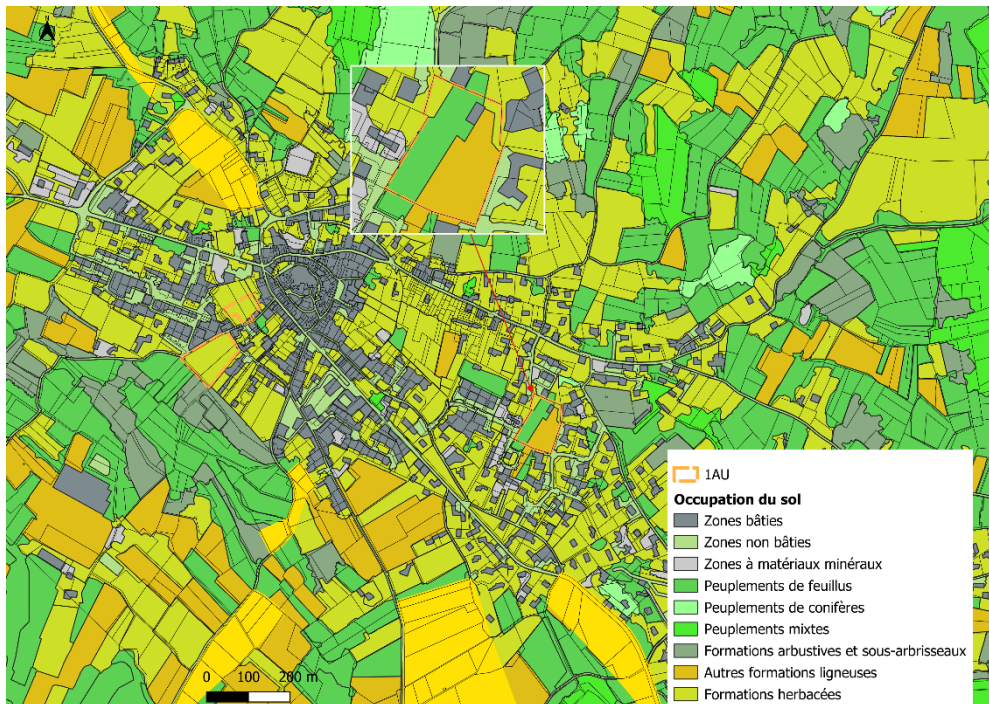 N
1AU
Occupation du sol
Zones bâties
Zones non bâties
Zones à matériaux minéraux
Peuplements de feuillus
Peuplements de conifères
Peuplements mixtes
Formations arbustives et sous-arbrisseaux
Autres formations ligneuses
Formations herbacées
0 100 200 m